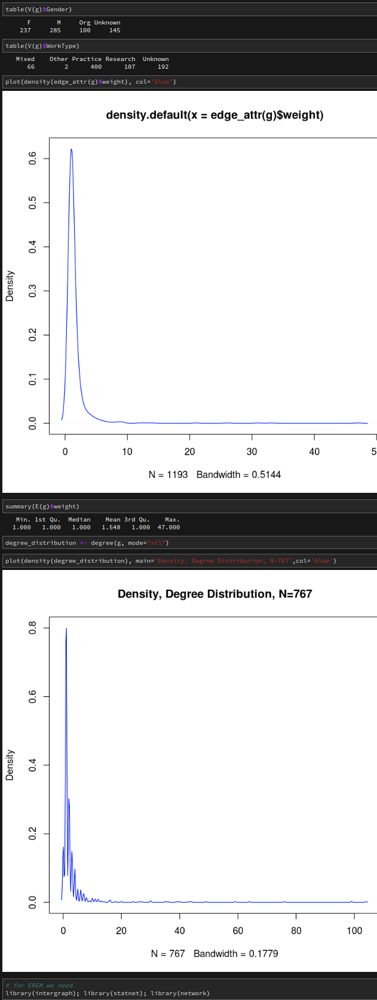 table(V(g)$Gender)
F M Org Unknown
237 285 100 145
table(V(g)$WorkType)
Mixed Other Practice Research Unknown
66 2 400 107 192
plot(density(edge_attr(g)$weight), col='blue')
density.default(x = edge_attr(g)$weight)
0.6
0.5
0.4
0.3
0.2
0.1
0.0
Density
0 10 20 30 40 5
N = 1193 Bandwidth = 0.5144
summary(E(g)$weight)
Min. 1st Qu. Median Mean 3rd Qu. Max.
1.000 1.000 1.000 1.548 1.000 47.000
degree_distribution <- degree(g, mode="all")
plot(density(degree_distribution), main='Density, Degree Distribution, N=767',col='blue')
Density, Degree Distribution, N=767
0.8
0.6
0.4
0.2
0.0
Density
0 20 40 60 80 100
N = 767 Bandwidth = 0.1779
# for ERGM we need
library(intergraph); library(statnet); library(network)